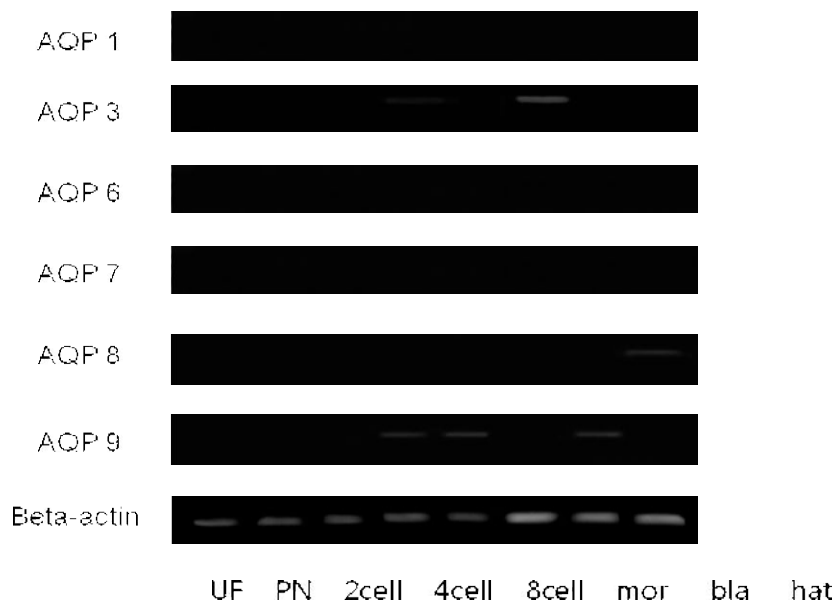 AQP 1
AQP 3
AQP 6
AQP 7
AQP 8
AQP 9
Beta-actin
UF PN 2cell 4cell 8cell mor bla hat